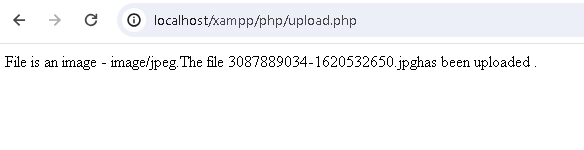 localhost/xampp/php/upload.php
File is an image - image/jpeg.The file 3087889034-1620532650.jpghas been uploaded .